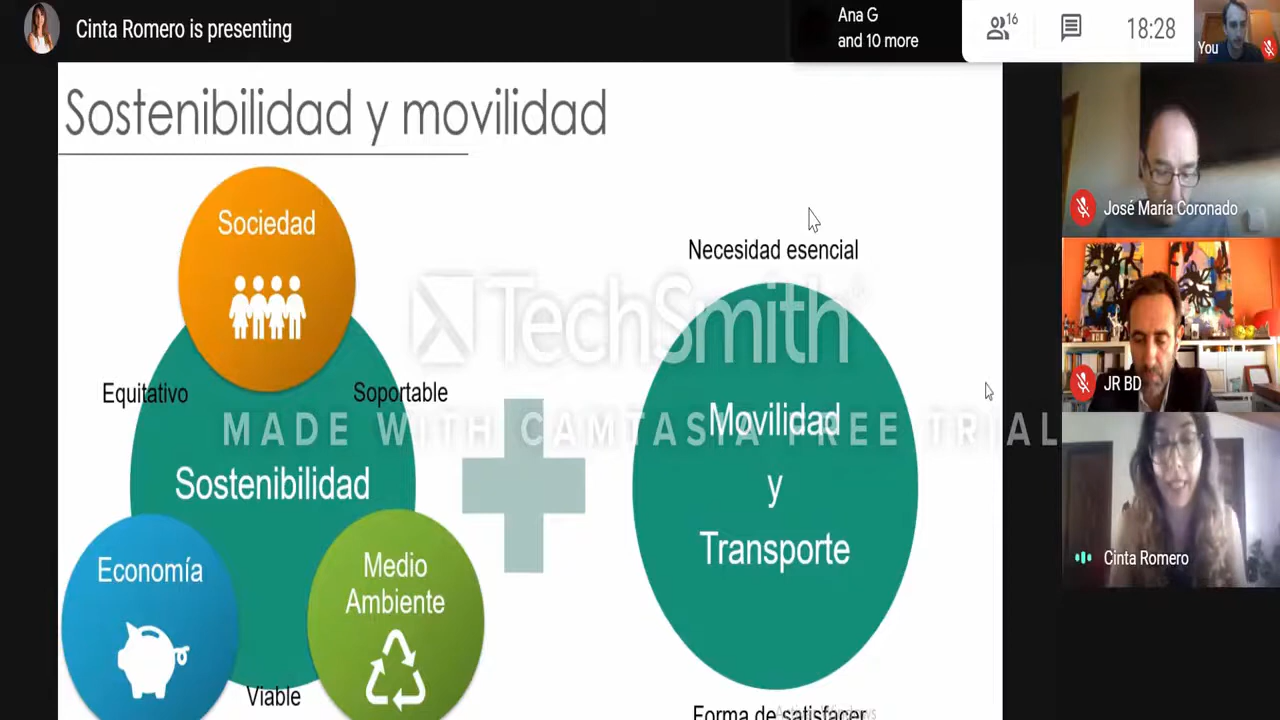 Cinta Romero is presenting
Ana G
and 10 more
16
18:28
You
Sostenibilidad y movilidad
Sociedad
Equitativo
Soportable
Sostenibilidad
Economía
Medio
Ambiente
Viable
Necesidad esencial
Movilidad
y
Transporte
Forma de satisfacer
TechSmith®
MADE WITH CAMTASIA FREE TRIAL
José María Coronado
JR BD
Cinta Romero